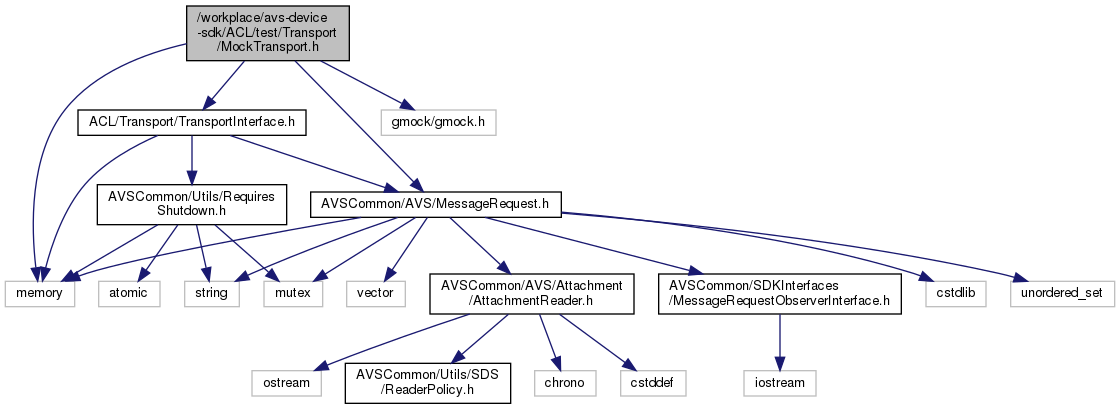 /workplace/avs-device
-sdk/ACL/test/Transport
/MockTransport.h
ACL/Transport/TransportInterface.h
gmock/gmock.h
AVSCommon/Utils/Requires
Shutdown.h
AVSCommon/AVS/MessageRequest.h
memory
atomic
string
mutex
vector
AVSCommon/AVS/Attachment
/AttachmentReader.h
AVSCommon/SDKInterfaces
/MessageRequestObserverInterface.h
cstdlib
unordered_set
ostream
AVSCommon/Utils/SDS
/ReaderPolicy.h
chrono
cstddef
iostream